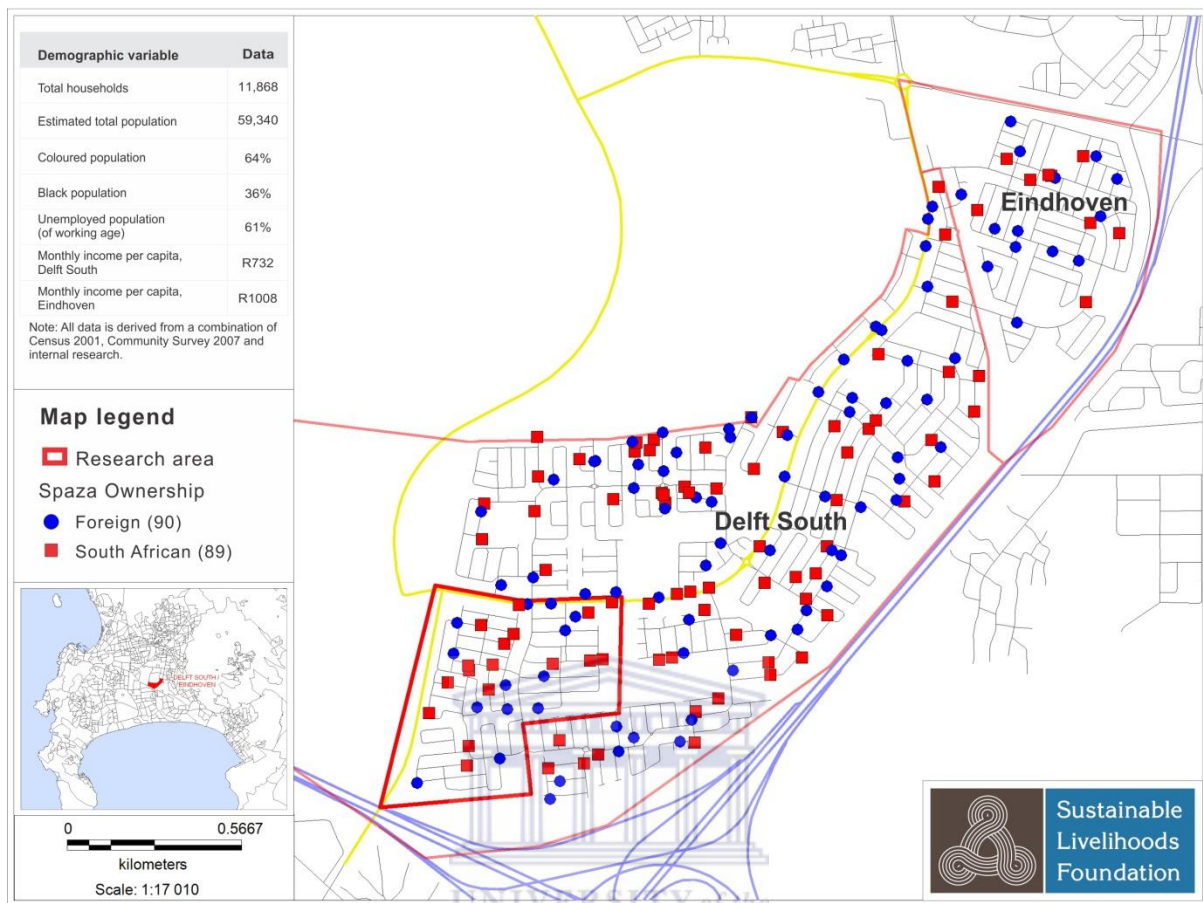 Demographic variable Data
Total households 11,868
Estimated total population 59,340
Coloured population 64%
Black population 36%
Unemployed population
(of working age) 61%
Monthly income per capita,
Delft South R732
Monthly income per capita,
Eindhoven R1008
Note: All data is derived from a combination of
Census 2001, Community Survey 2007 and
internal research.
Map legend
Research area
Spaza Ownership
Foreign (90)
South African (89)
DELFT SOUTH /
EINDHOVEN
0 0.5667
kilometers
Scale: 1:17 010
Eindhoven
Delft South
UNIVERSITY of the
Sustainable
Livelihoods
Foundation